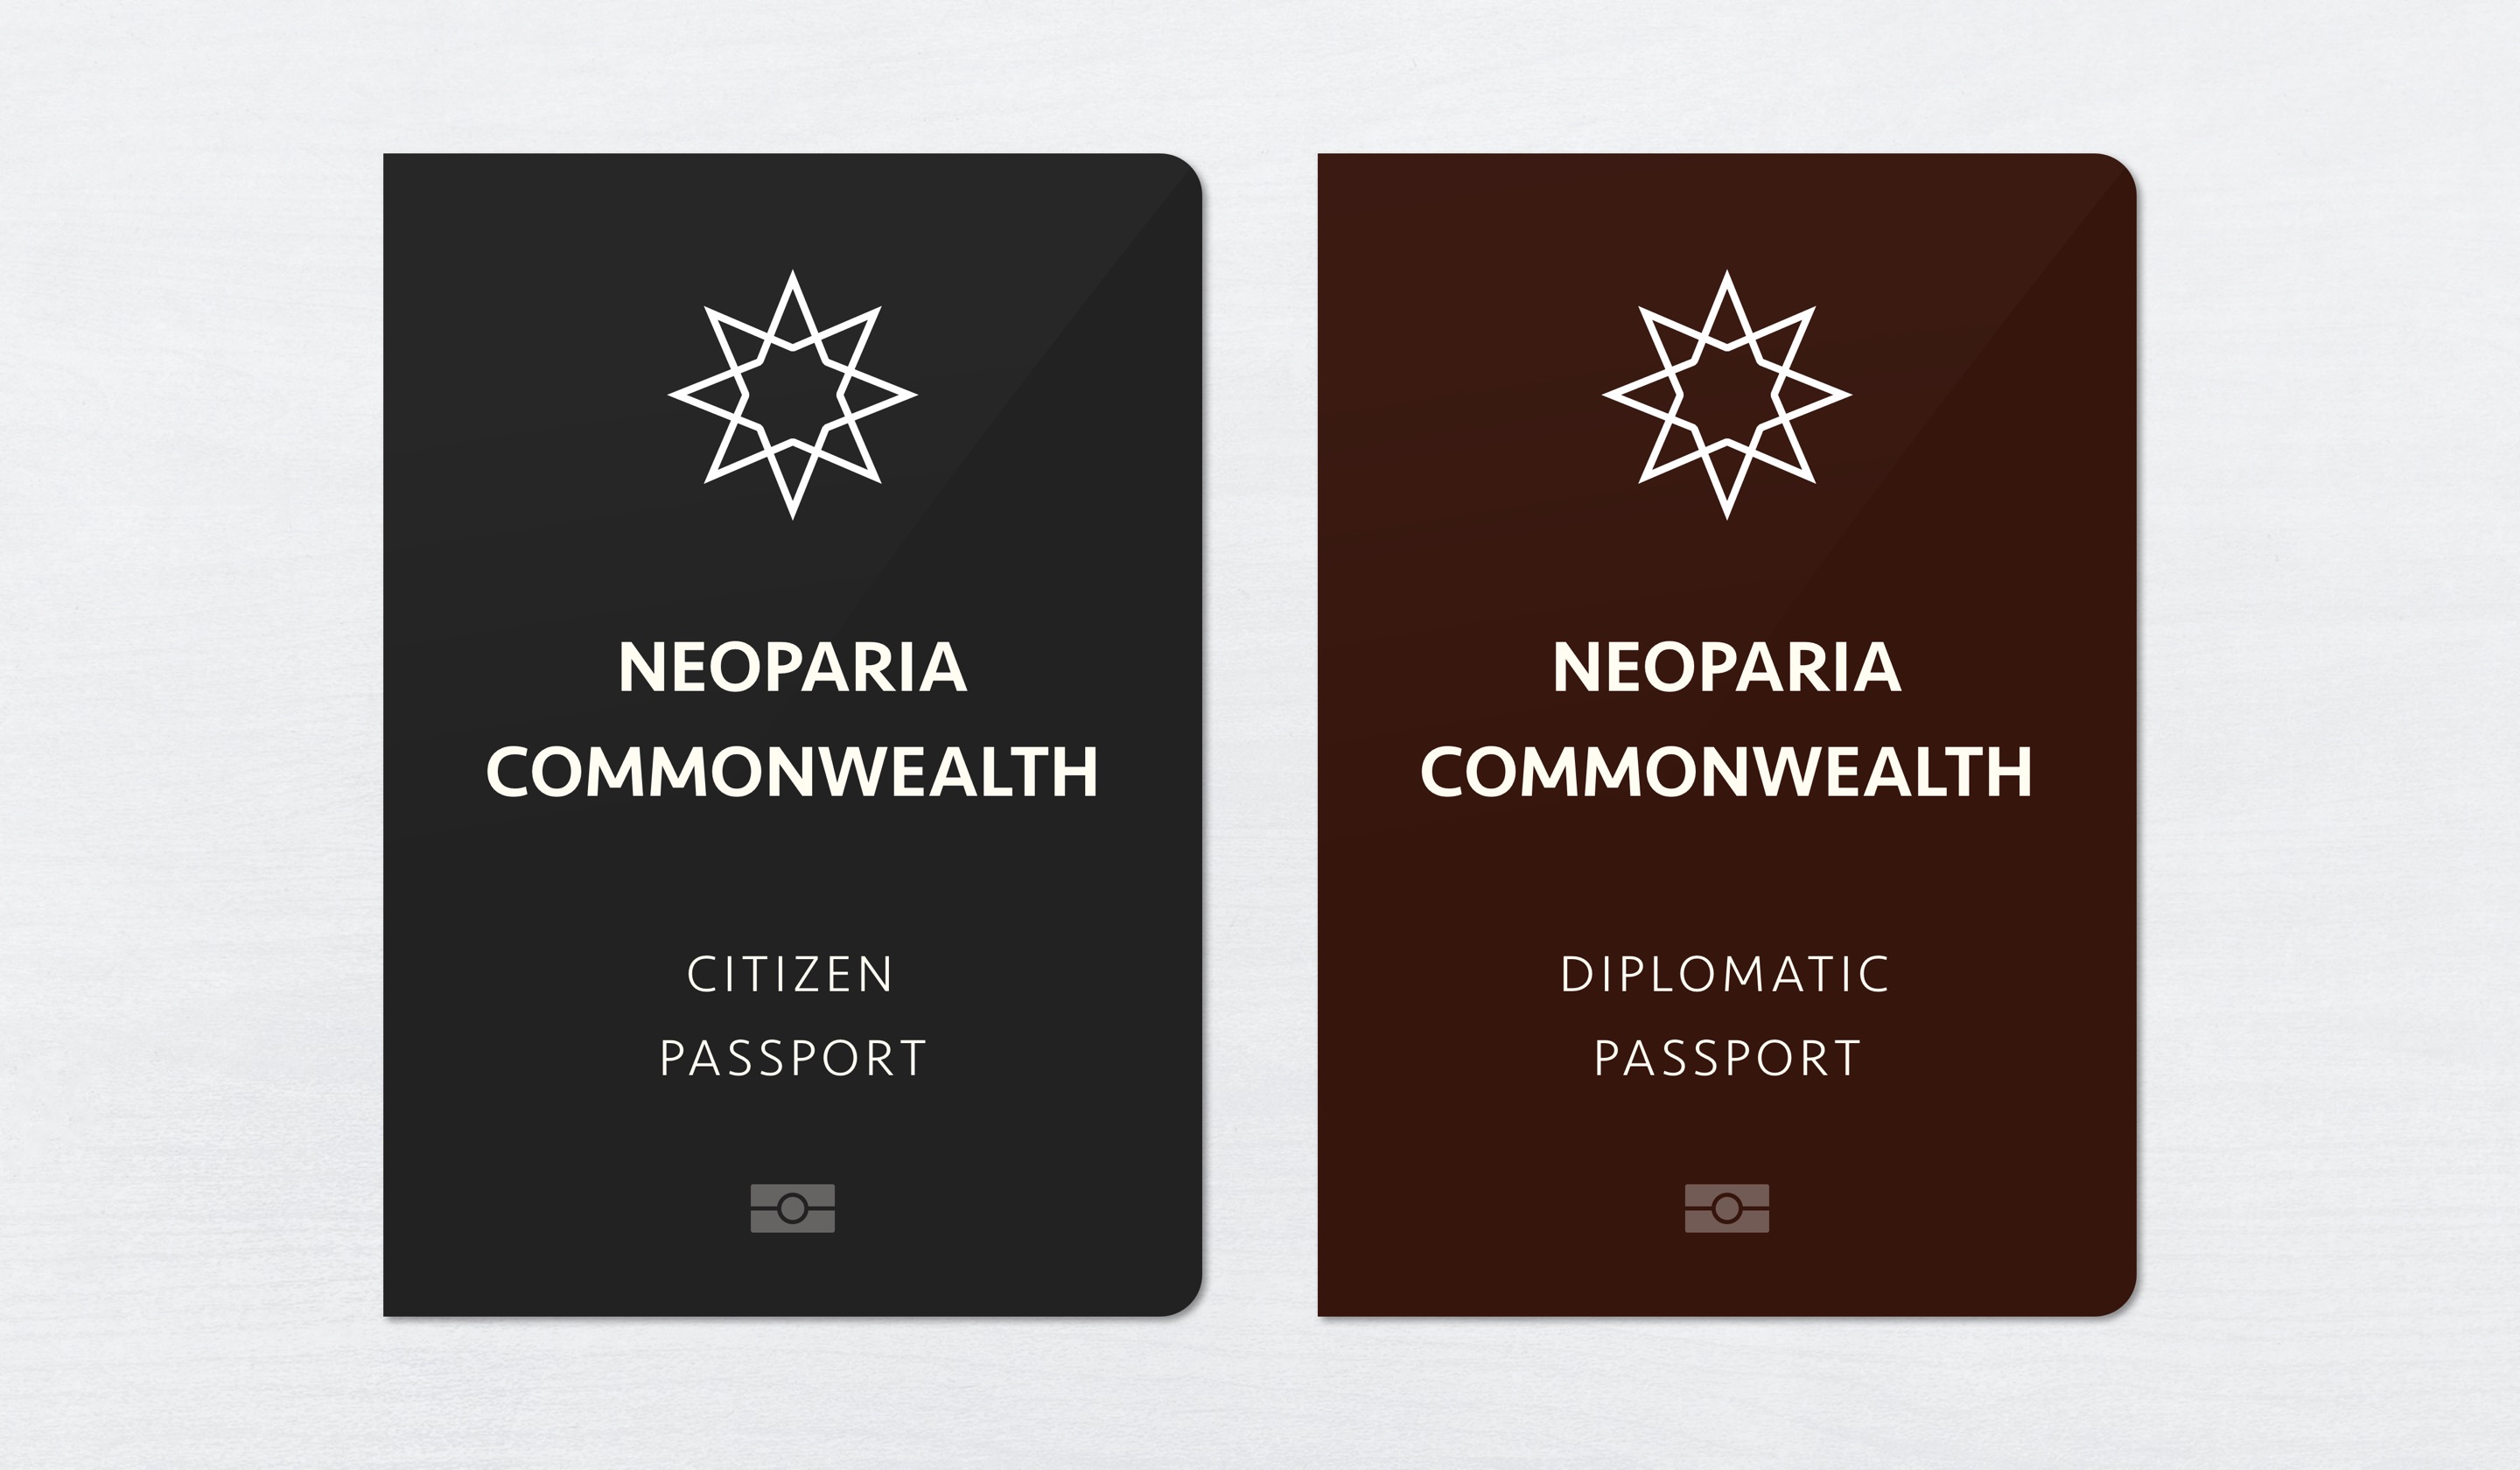 NEOPARIA
COMMONWEALTH
CITIZEN
PASSPORT
NEOPARIA
COMMONWEALTH
DIPLOMATIC
PASSPORT